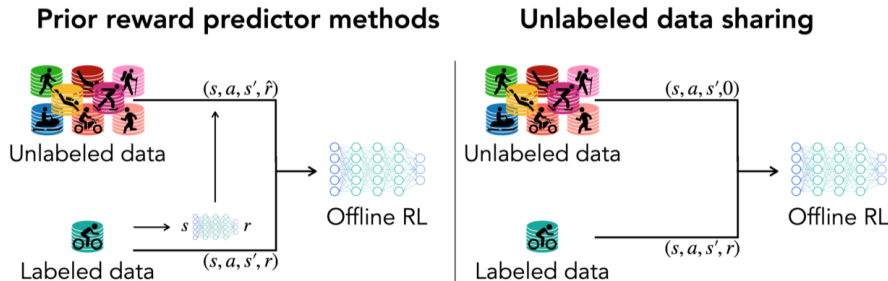 Prior reward predictor methods
(s, a, s′, r̂)
Unlabeled data
s
r
Offline RL
Labeled data
(s, a, s′, r)
Unlabeled data sharing
(s, a, s′,0)
Unlabeled data
Offline RL
Labeled data
(s, a, s′, r)